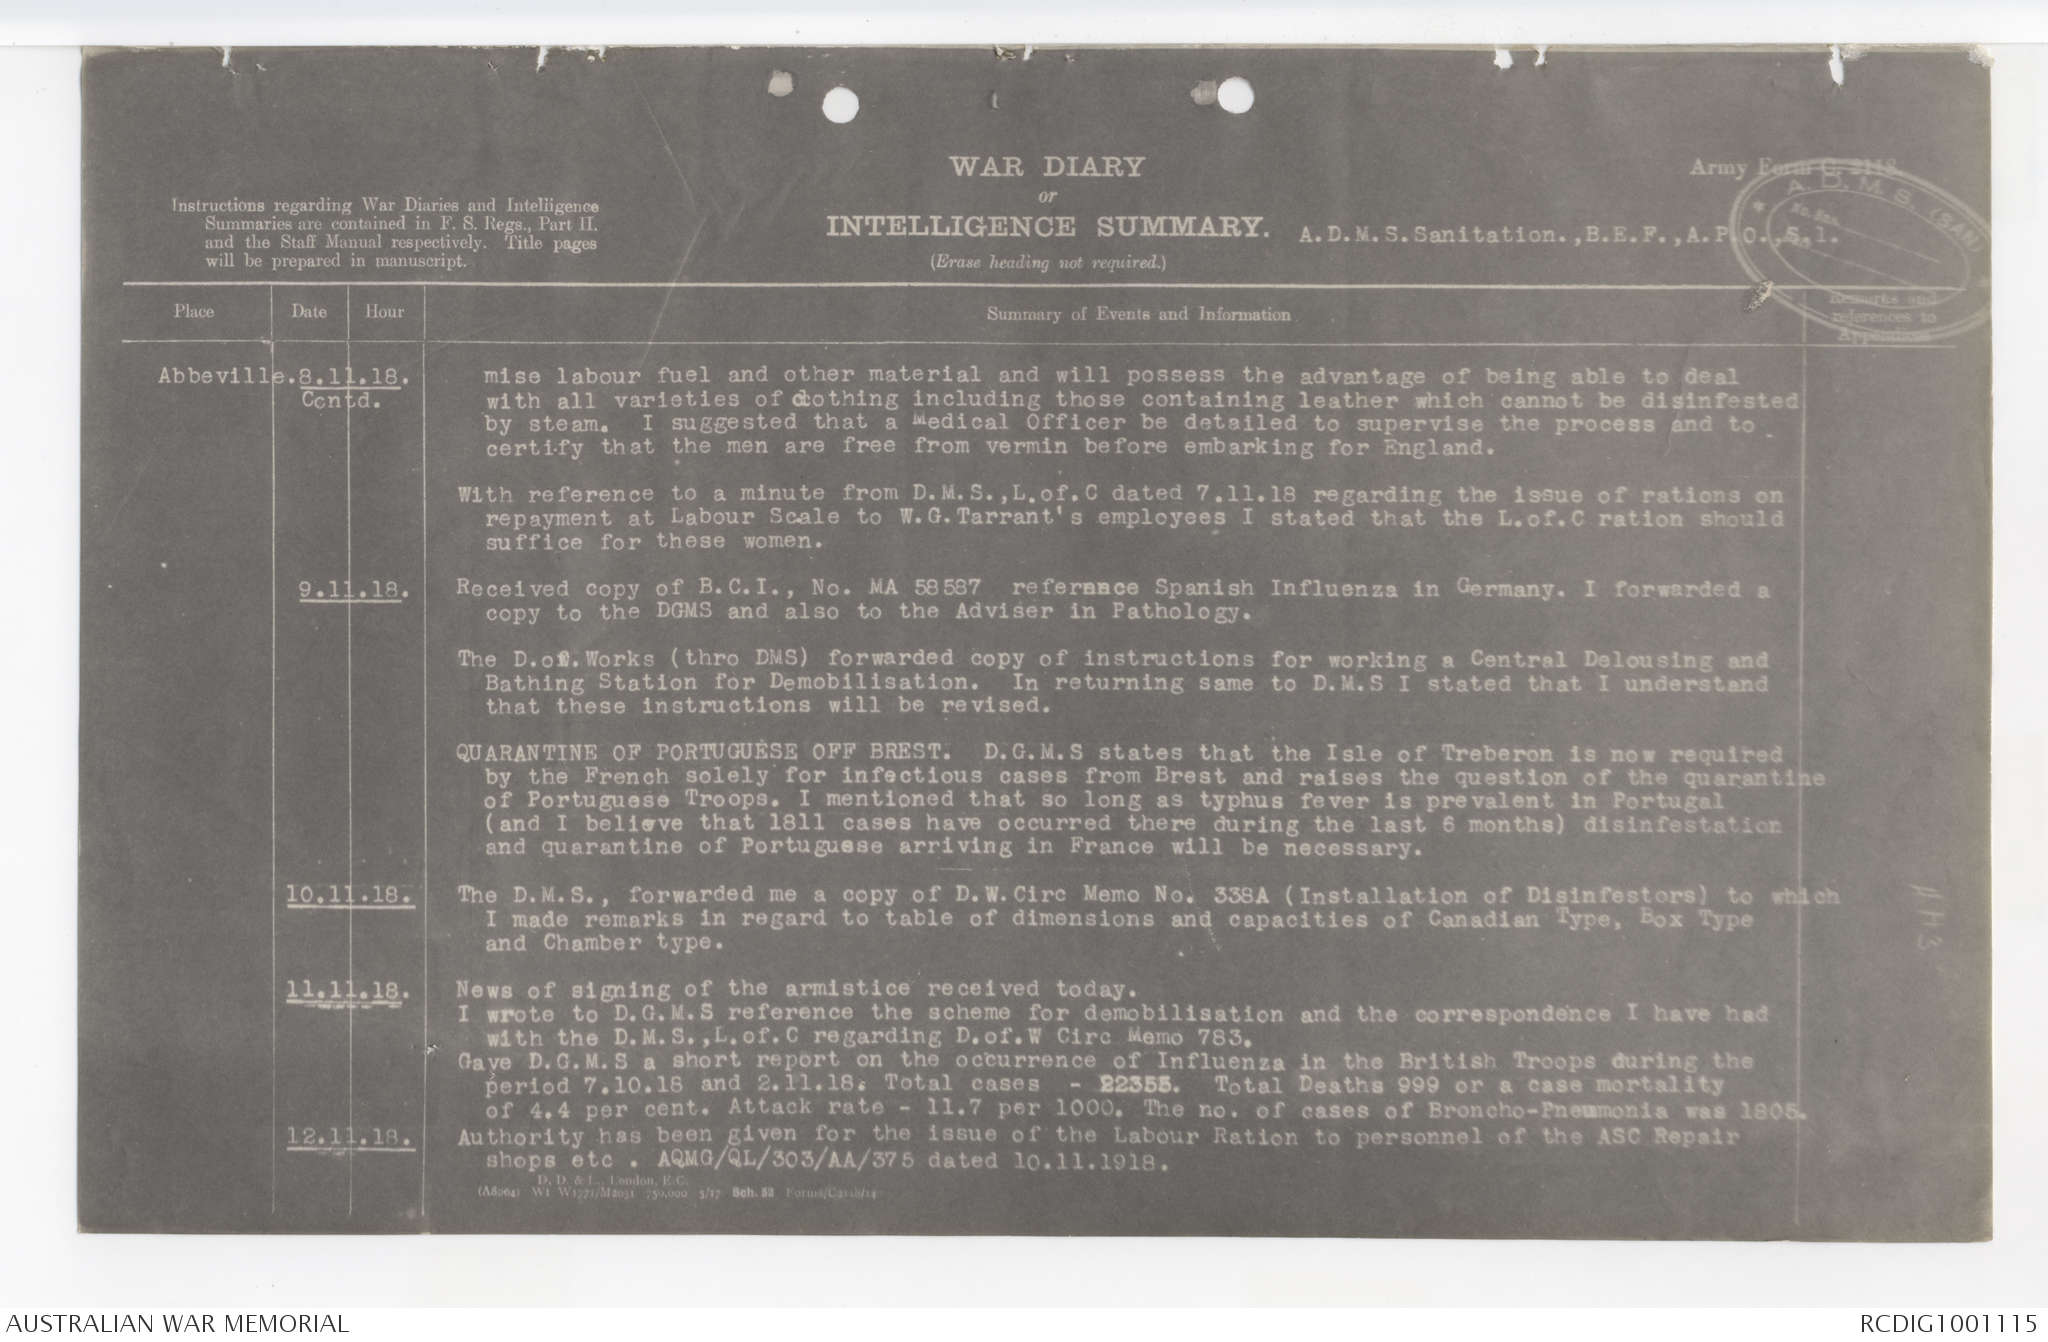 WAR DIARY
or
INTELLIGENCE SUMMARY.
(Erase heading not required.)
Army Form C. 2118.
Instructions regarding War Diaries and Intelligence
Summaries are contained in F. S. Regs., Part II.
and the Staff Manual respectively. Title pages
will be prepared in manuscript.
A.D.M.S.Sanitation.,B.E.F.,A.P.O.,S.1.
A. D. M. S. (SAN)
Place
Date
Hour
Summary of Events and Information
Remarks and
references to
Appendices
Abbeville.8.11.18. mise labour fuel and other material and will possess the advantage of being able to deal
Contd. with all varieties of clothing including those containing leather which cannot be disinfested
by steam. I suggested that a Medical Officer be detailed to supervise the process and to
certify that the men are free from vermin before embarking for England.
With reference to a minute from D.M.S.,L.of.C dated 7.11.18 regarding the issue of rations on
repayment at Labour Scale to W.G.Tarrant's employees I stated that the L.of.C ration should
suffice for these women.
9.11.18. Received copy of B.C.I., No. MA 58587 refernnce Spanish Influenza in Germany. I forwarded a
copy to the DGMS and also to the Adviser in Pathology.
The D.of.Works (thro DMS) forwarded copy of instructions for working a Central Delousing and
Bathing Station for Demobilisation. In returning same to D.M.S I stated that I understand
that these instructions will be revised.
QUARANTINE OF PORTUGUESE OFF BREST. D.G.M.S states that the Isle of Treberon is now required
by the French solely for infectious cases from Brest and raises the question of the quarantine
of Portuguese Troops. I mentioned that so long as typhus fever is prevalent in Portugal
(and I believe that 1811 cases have occurred there during the last 6 months) disinfestation
and quarantine of Portuguese arriving in France will be necessary.
10.11.18. The D.M.S., forwarded me a copy of D.W.Circ Memo No. 338A (Installation of Disinfestors) to which
I made remarks in regard to table of dimensions and capacities of Canadian Type, Box Type
and Chamber type.
11.11.18. News of signing of the armistice received today.
I wrote to D.G.M.S reference the scheme for demobilisation and the correspondence I have had
with the D.M.S.,L.of.C regarding D.of.W Circ Memo 783.
Gave D.G.M.S a short report on the occurrence of Influenza in the British Troops during the
period 7.10.18 and 2.11.18. Total cases - 22355. Total Deaths 999 or a case mortality
of 4.4 per cent. Attack rate - 11.7 per 1000. The no. of cases of Broncho-Pneumonia was 1805.
12.11.18. Authority has been given for the issue of the Labour Ration to personnel of the ASC Repair
shops etc . AQMG/QL/303/AA/375 dated 10.11.1918.
D. D. & L., London, E.C.
(A8004) W1 W1771/M2031 750,000 5/17 Sch. 52 Forms/C2118/14
AUSTRALIAN WAR MEMORIAL
RCDIG1001115